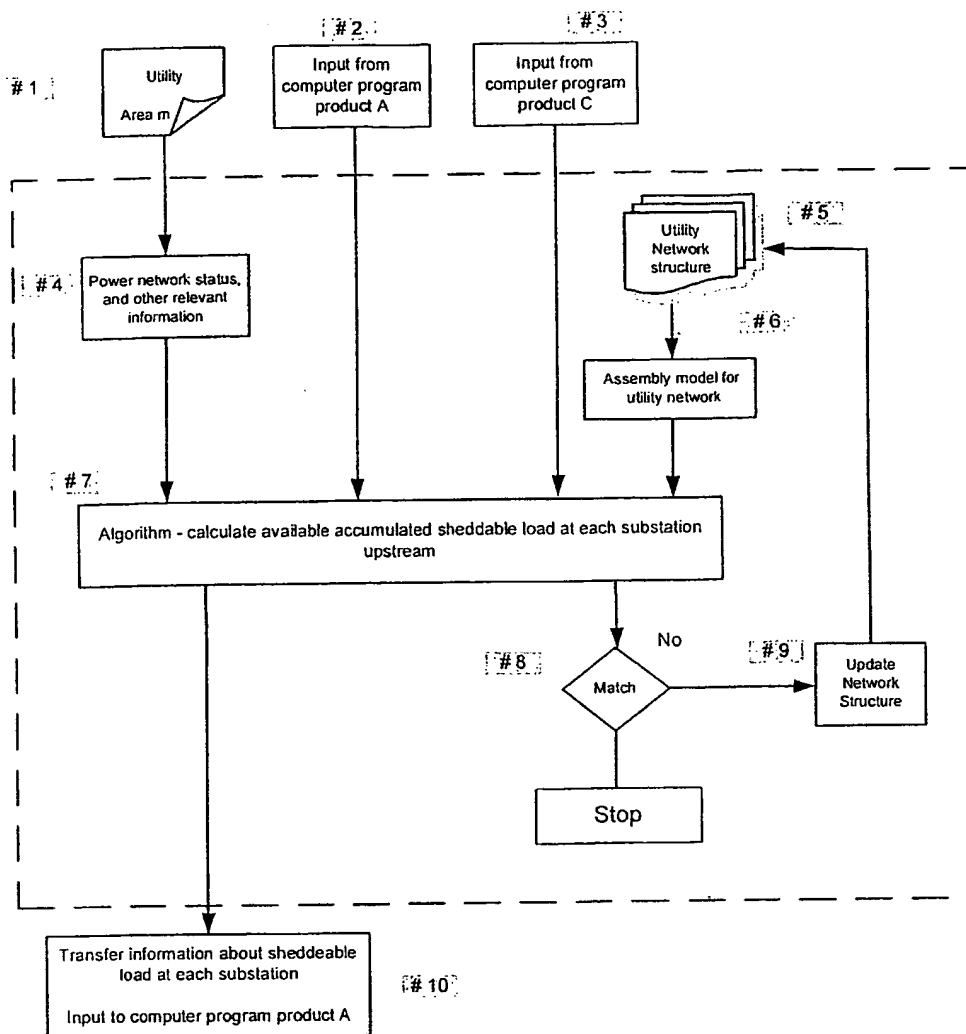 # 2
# 3
# 1
Utility
Area m
Input from
computer program
product A
Input from
computer program
product C
# 5
Utility
Network
structure
# 4
Power network status,
and other relevant
information
# 6
Assembly model for
utility network
# 7
Algorithm - calculate available accumulated sheddable load at each substation
upstream
No
# 8
Match
# 9
Update
Network
Structure
Stop
Transfer information about sheddeable
load at each substation
Input to computer program product A
# 10